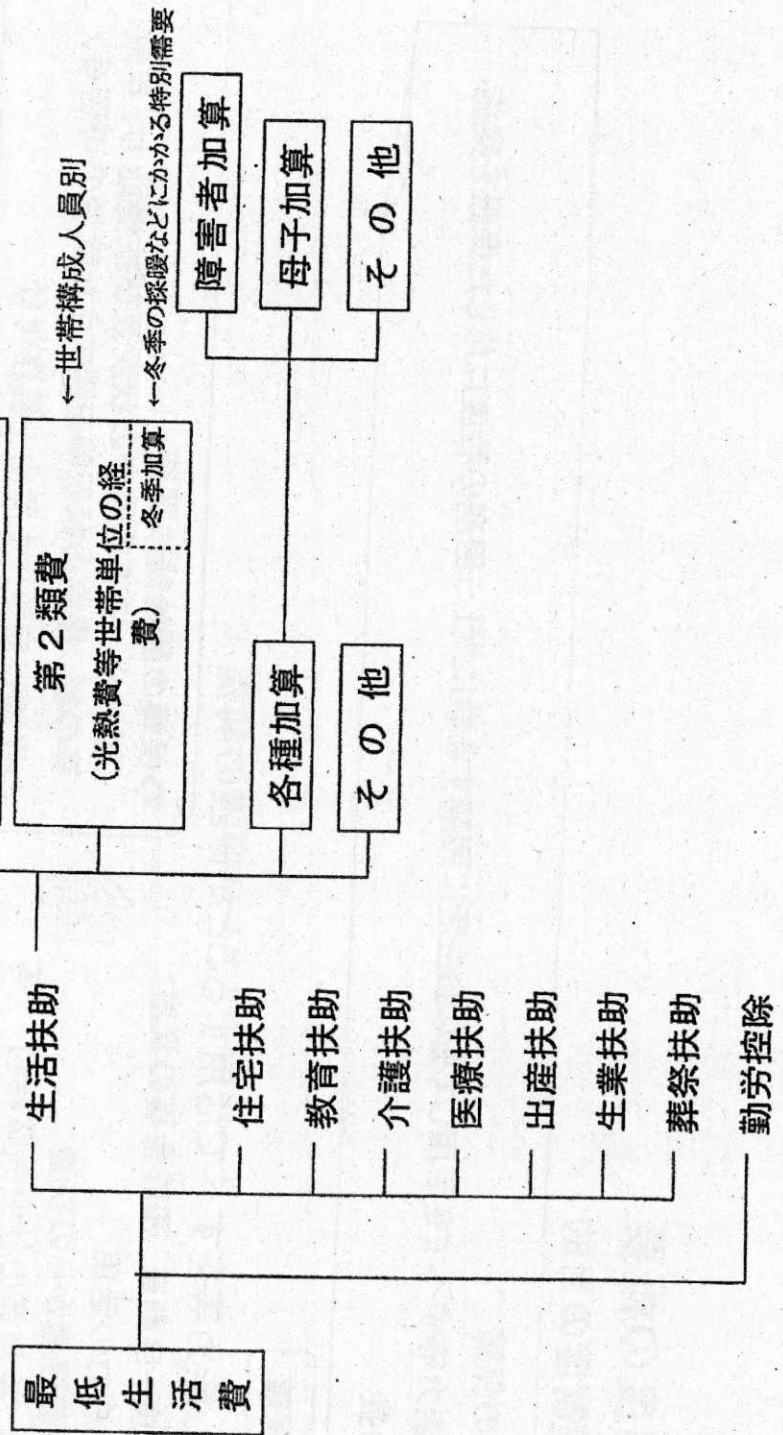 最低生活費
生活扶助
第２類費
（光熱費等世帯単位の経
費）
冬季加算
←世帯構成人員別
←冬季の採暖などにかかる特別需要
各種加算
障害者加算
母子加算
その他
その他
住宅扶助
教育扶助
介護扶助
医療扶助
出産扶助
生業扶助
葬祭扶助
勤労控除